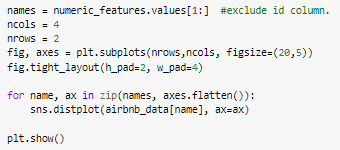 names = numeric_features.values[1:]  #exclude id column.
ncols = 4
nrows = 2
fig, axes = plt.subplots(nrows,ncols, figsize=(20,5))
fig.tight_layout(h_pad=2, w_pad=4)

for name, ax in zip(names, axes.flatten()):
    sns.distplot(airbnb_data[name], ax=ax)

plt.show()